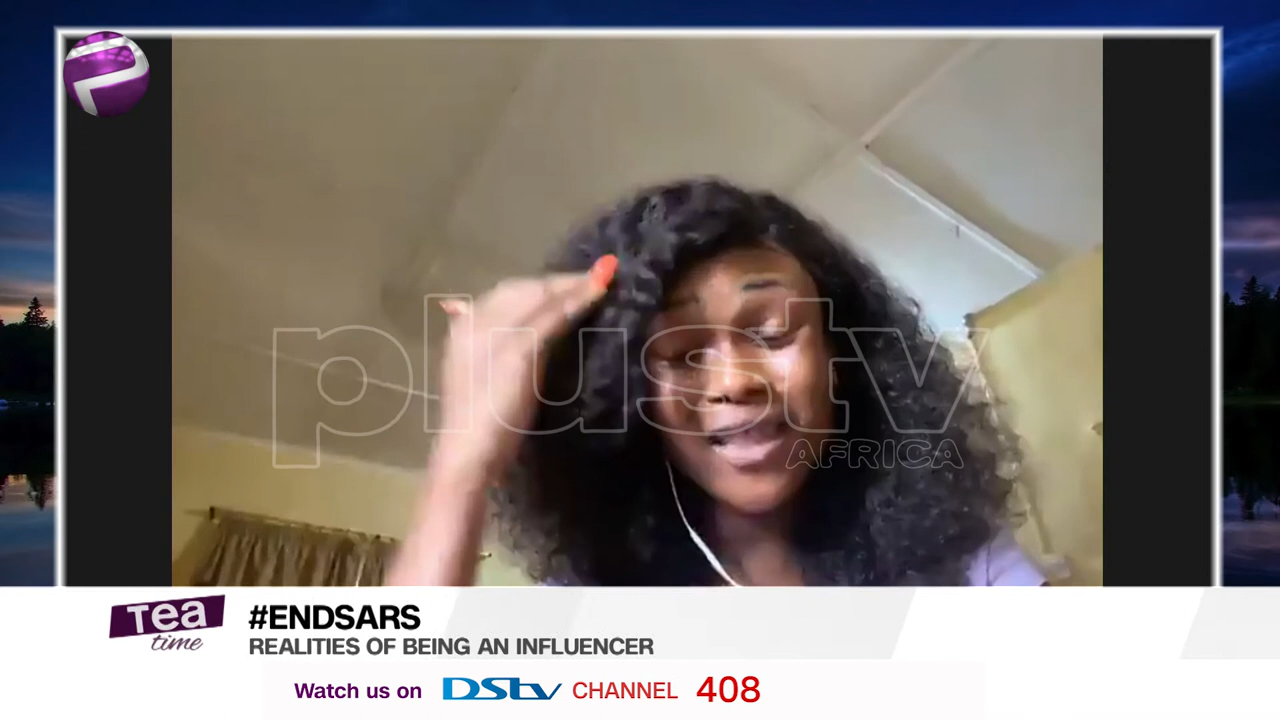 plustv
AFRICA
Tea
time
#ENDSARS
REALITIES OF BEING AN INFLUENCER
Watch us on DStv CHANNEL 408